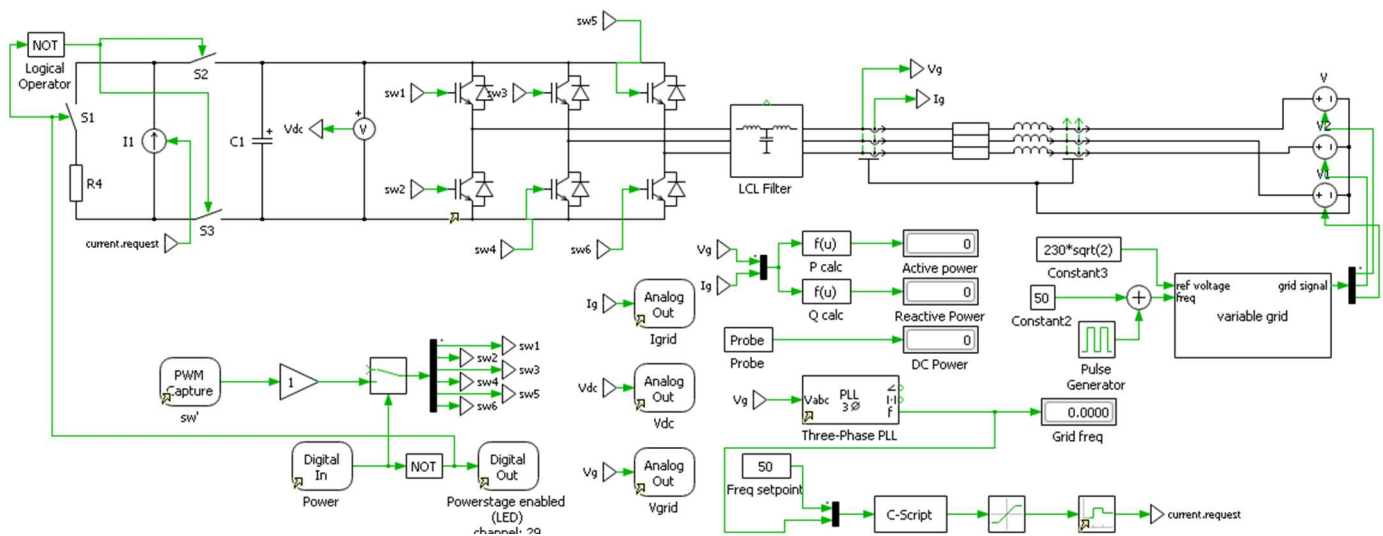 sw5
NOT
Logical
Operator
S2
S1
I1
R4
S3
current.request
C1
Vdc
V
sw1
sw3
sw2
sw4
sw6
LCL Filter
Vg
Ig
V
V2
V1
Vg
Ig
f(u)
P calc
0
Active power
f(u)
Q calc
0
Reactive Power
Probe
Probe
0
DC Power
230*sqrt(2)
Constant3
50
Constant2
Pulse
Generator
ref voltage
freq
grid signal
variable grid
Ig
Analog
Out
Igrid
Vdc
Analog
Out
Vdc
Vg
Analog
Out
Vgrid
PWM
Capture
sw'
1
sw1
sw2
sw3
sw4
sw5
sw6
Digital
In
Power
NOT
Digital
Out
Powerstage enabled
(LED)
channel: 29
Vg
Vabc
PLL
3Ø
f
Three-Phase PLL
0.0000
Grid freq
50
Freq setpoint
C-Script
current.request